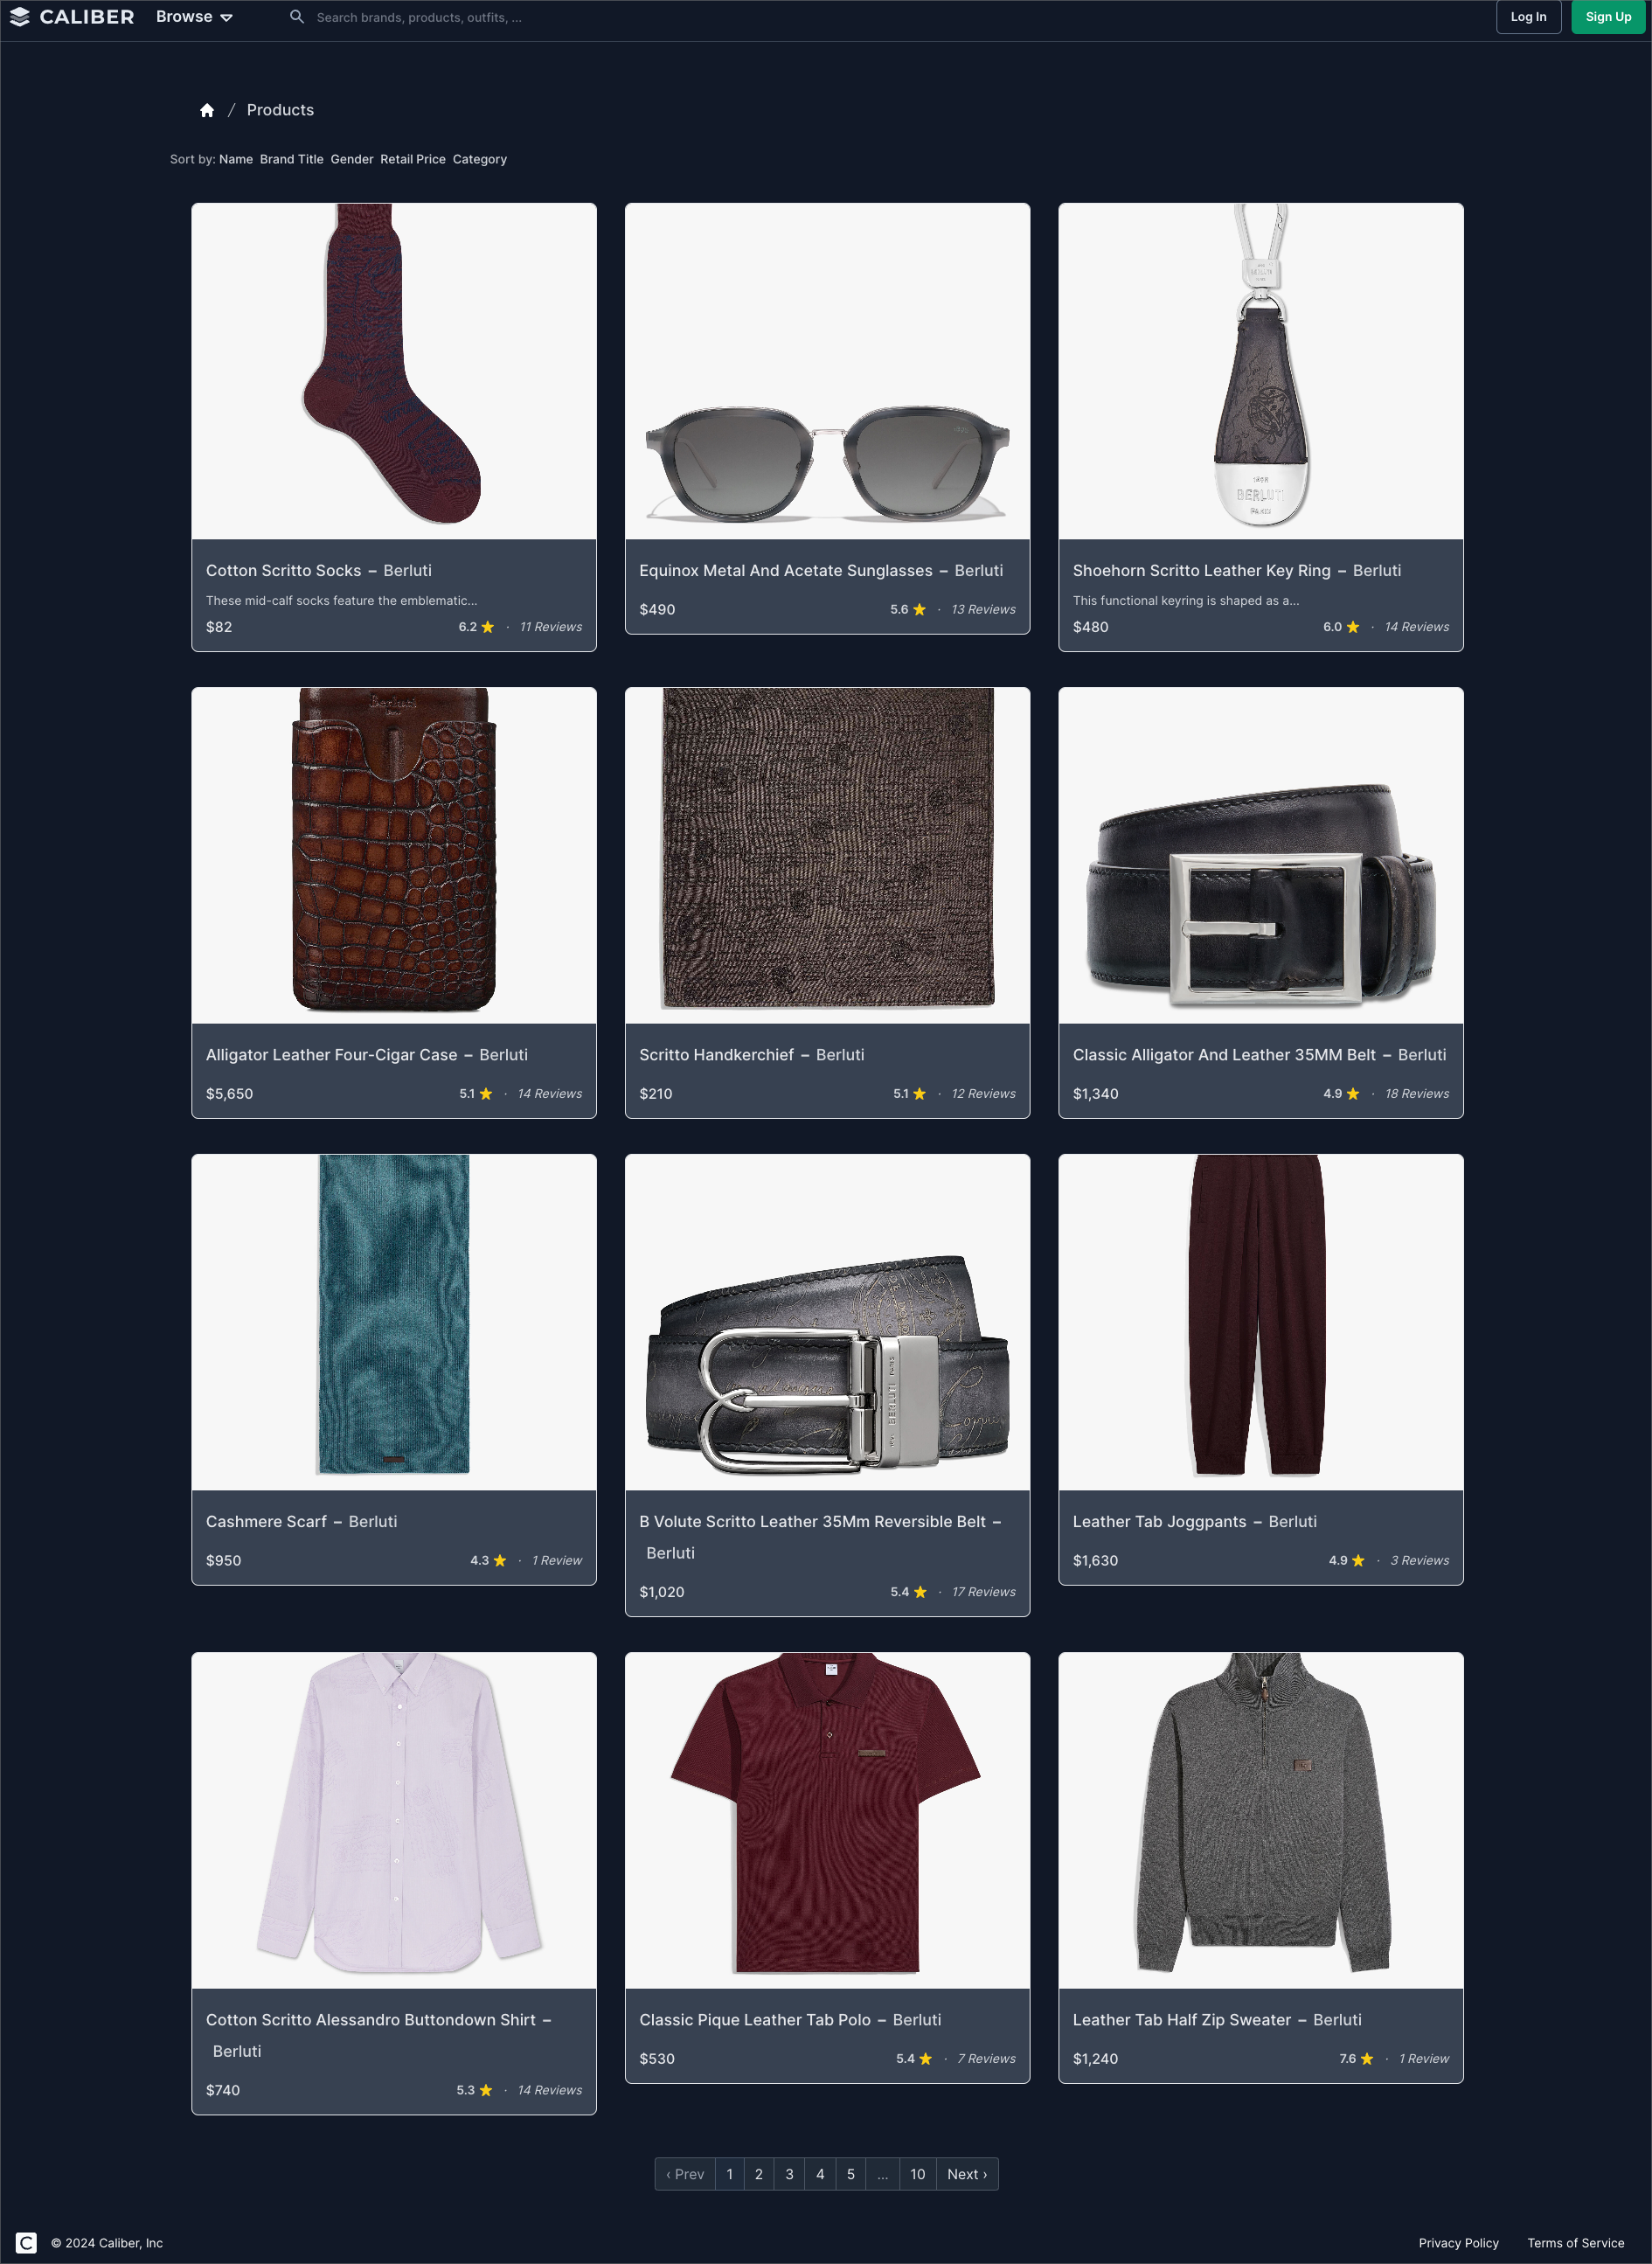 CALIBER
Browse
Search brands, products, outfits, ...
Log In
Sign Up
/ Products
Sort by: Name Brand Title Gender Retail Price Category
BERLUTI
1895
BERLUTI
PARIS
Cotton Scritto Socks – Berluti
These mid-calf socks feature the emblematic...
$82
6.2 · 11 Reviews
Equinox Metal And Acetate Sunglasses – Berluti
$490
5.6 · 13 Reviews
Shoehorn Scritto Leather Key Ring – Berluti
This functional keyring is shaped as a...
$480
6.0 · 14 Reviews
Berluti
Alligator Leather Four-Cigar Case – Berluti
$5,650
5.1 · 14 Reviews
Scritto Handkerchief – Berluti
$210
5.1 · 12 Reviews
Classic Alligator And Leather 35MM Belt – Berluti
$1,340
4.9 · 18 Reviews
BERLUTI PARIS
Cashmere Scarf – Berluti
$950
4.3 · 1 Review
B Volute Scritto Leather 35Mm Reversible Belt –
Berluti
$1,020
5.4 · 17 Reviews
Leather Tab Joggpants – Berluti
$1,630
4.9 · 3 Reviews
Cotton Scritto Alessandro Buttondown Shirt –
Berluti
$740
5.3 · 14 Reviews
Classic Pique Leather Tab Polo – Berluti
$530
5.4 · 7 Reviews
Leather Tab Half Zip Sweater – Berluti
$1,240
7.6 · 1 Review
‹ Prev 1 2 3 4 5 ... 10 Next ›
C © 2024 Caliber, Inc
Privacy Policy
Terms of Service